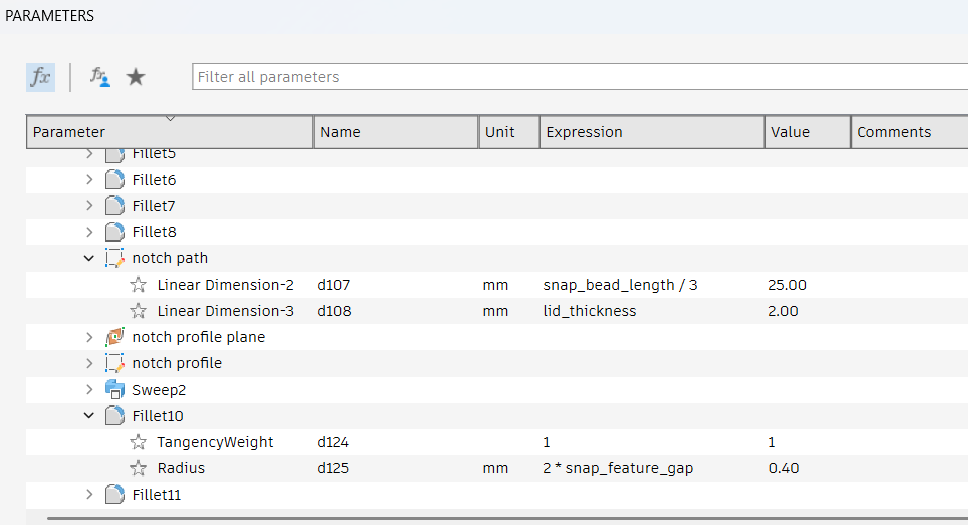 PARAMETERS
fx fx Filter all parameters
Parameter Name Unit Expression Value Comments
Fillet5
Fillet6
Fillet7
Fillet8
notch path
Linear Dimension-2 d107 mm snap_bead_length / 3 25.00
Linear Dimension-3 d108 mm lid_thickness 2.00
notch profile plane
notch profile
Sweep2
Fillet10
TangencyWeight d124 1 1
Radius d125 mm 2 * snap_feature_gap 0.40
Fillet11